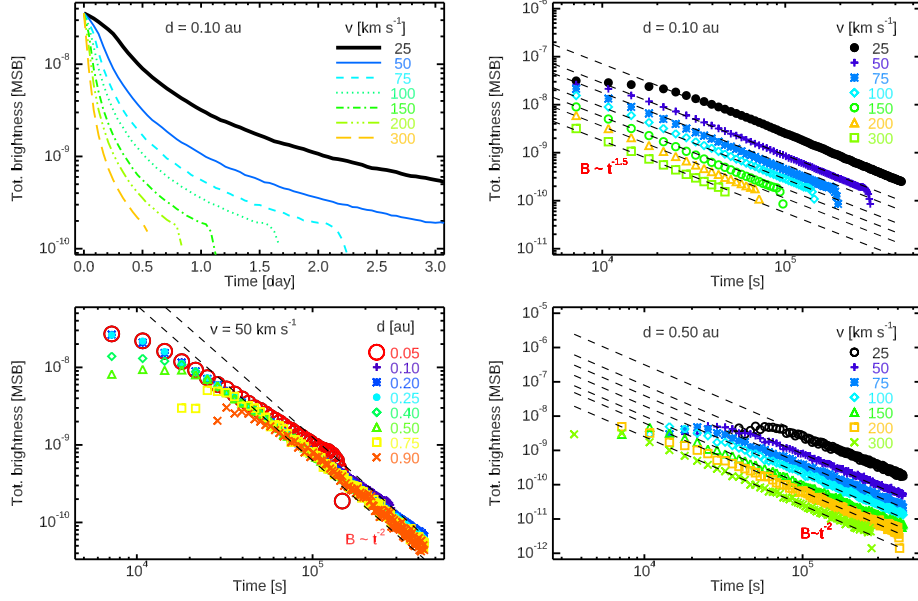 d = 0.10 au
v [km s⁻¹]
25
50
75
100
150
200
300
10⁻⁸
10⁻⁹
10⁻¹⁰
Tot. brightness [MSB]
0.0 0.5 1.0 1.5 2.0 2.5 3.0
Time [day]
d = 0.10 au
v [km s⁻¹]
25
50
75
100
150
200
300
B ~ t⁻¹·⁵
10⁻⁶
10⁻⁷
10⁻⁸
10⁻⁹
10⁻¹⁰
10⁻¹¹
Tot. brightness [MSB]
10⁴ 10⁵
Time [s]
v = 50 km s⁻¹
d [au]
0.05
0.10
0.20
0.25
0.40
0.50
0.75
0.90
B ~ t⁻²
10⁻⁸
10⁻⁹
10⁻¹⁰
Tot. brightness [MSB]
10⁴ 10⁵
Time [s]
d = 0.50 au
v [km s⁻¹]
25
50
75
100
150
200
300
B~t⁻²
10⁻⁵
10⁻⁶
10⁻⁷
10⁻⁸
10⁻⁹
10⁻¹⁰
10⁻¹¹
10⁻¹²
Tot. brightness [MSB]
10⁴ 10⁵
Time [s]